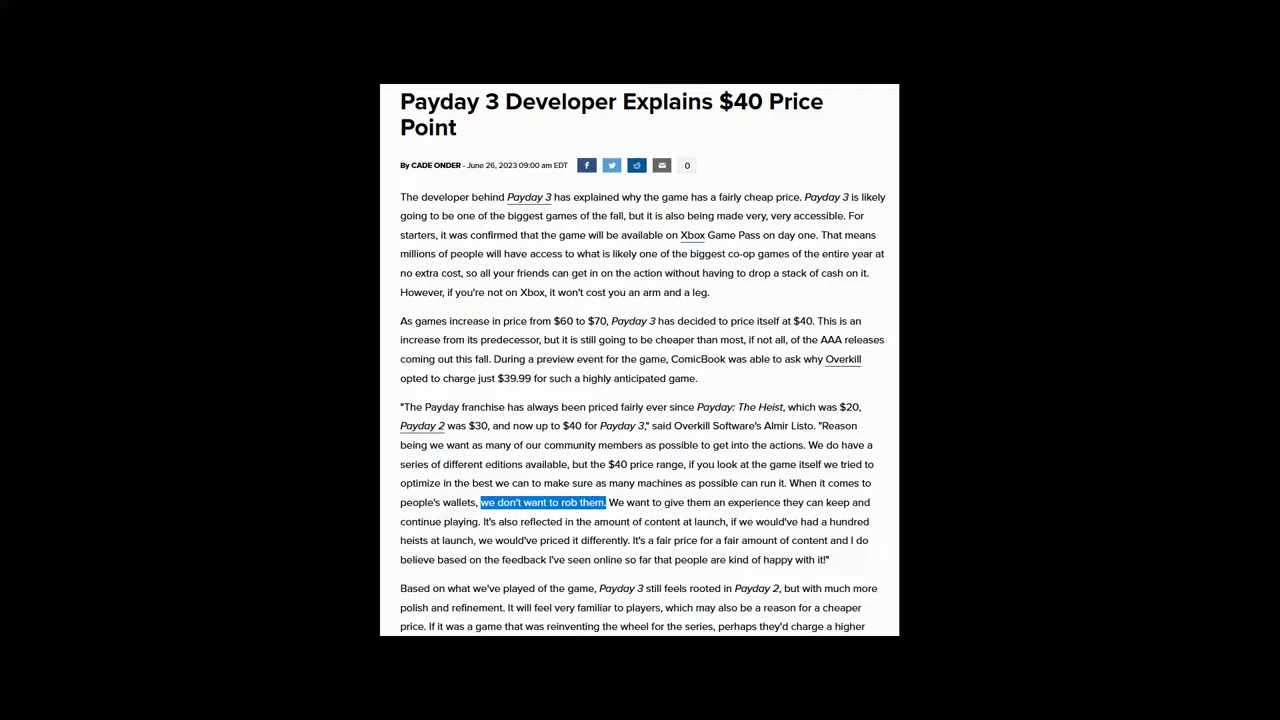 Payday 3 Developer Explains $40 Price
Point
By CADE ONDER - June 26, 2023 09:00 am EDT
0
The developer behind Payday 3 has explained why the game has a fairly cheap price. Payday 3 is likely
going to be one of the biggest games of the fall, but it is also being made very, very accessible. For
starters, it was confirmed that the game will be available on Xbox Game Pass on day one. That means
millions of people will have access to what is likely one of the biggest co-op games of the entire year at
no extra cost, so all your friends can get in on the action without having to drop a stack of cash on it.
However, if you're not on Xbox, it won't cost you an arm and a leg.
As games increase in price from $60 to $70, Payday 3 has decided to price itself at $40. This is an
increase from its predecessor, but it is still going to be cheaper than most, if not all, of the AAA releases
coming out this fall. During a preview event for the game, ComicBook was able to ask why Overkill
opted to charge just $39.99 for such a highly anticipated game.
"The Payday franchise has always been priced fairly ever since Payday: The Heist, which was $20,
Payday 2 was $30, and now up to $40 for Payday 3," said Overkill Software's Almir Listo. "Reason
being we want as many of our community members as possible to get into the actions. We do have a
series of different editions available, but the $40 price range, if you look at the game itself we tried to
optimize in the best we can to make sure as many machines as possible can run it. When it comes to
people's wallets, we don't want to rob them. We want to give them an experience they can keep and
continue playing. It's also reflected in the amount of content at launch, if we would've had a hundred
heists at launch, we would've priced it differently. It's a fair price for a fair amount of content and I do
believe based on the feedback I've seen online so far that people are kind of happy with it!"
Based on what we've played of the game, Payday 3 still feels rooted in Payday 2, but with much more
polish and refinement. It will feel very familiar to players, which may also be a reason for a cheaper
price. If it was a game that was reinventing the wheel for the series, perhaps they'd charge a higher